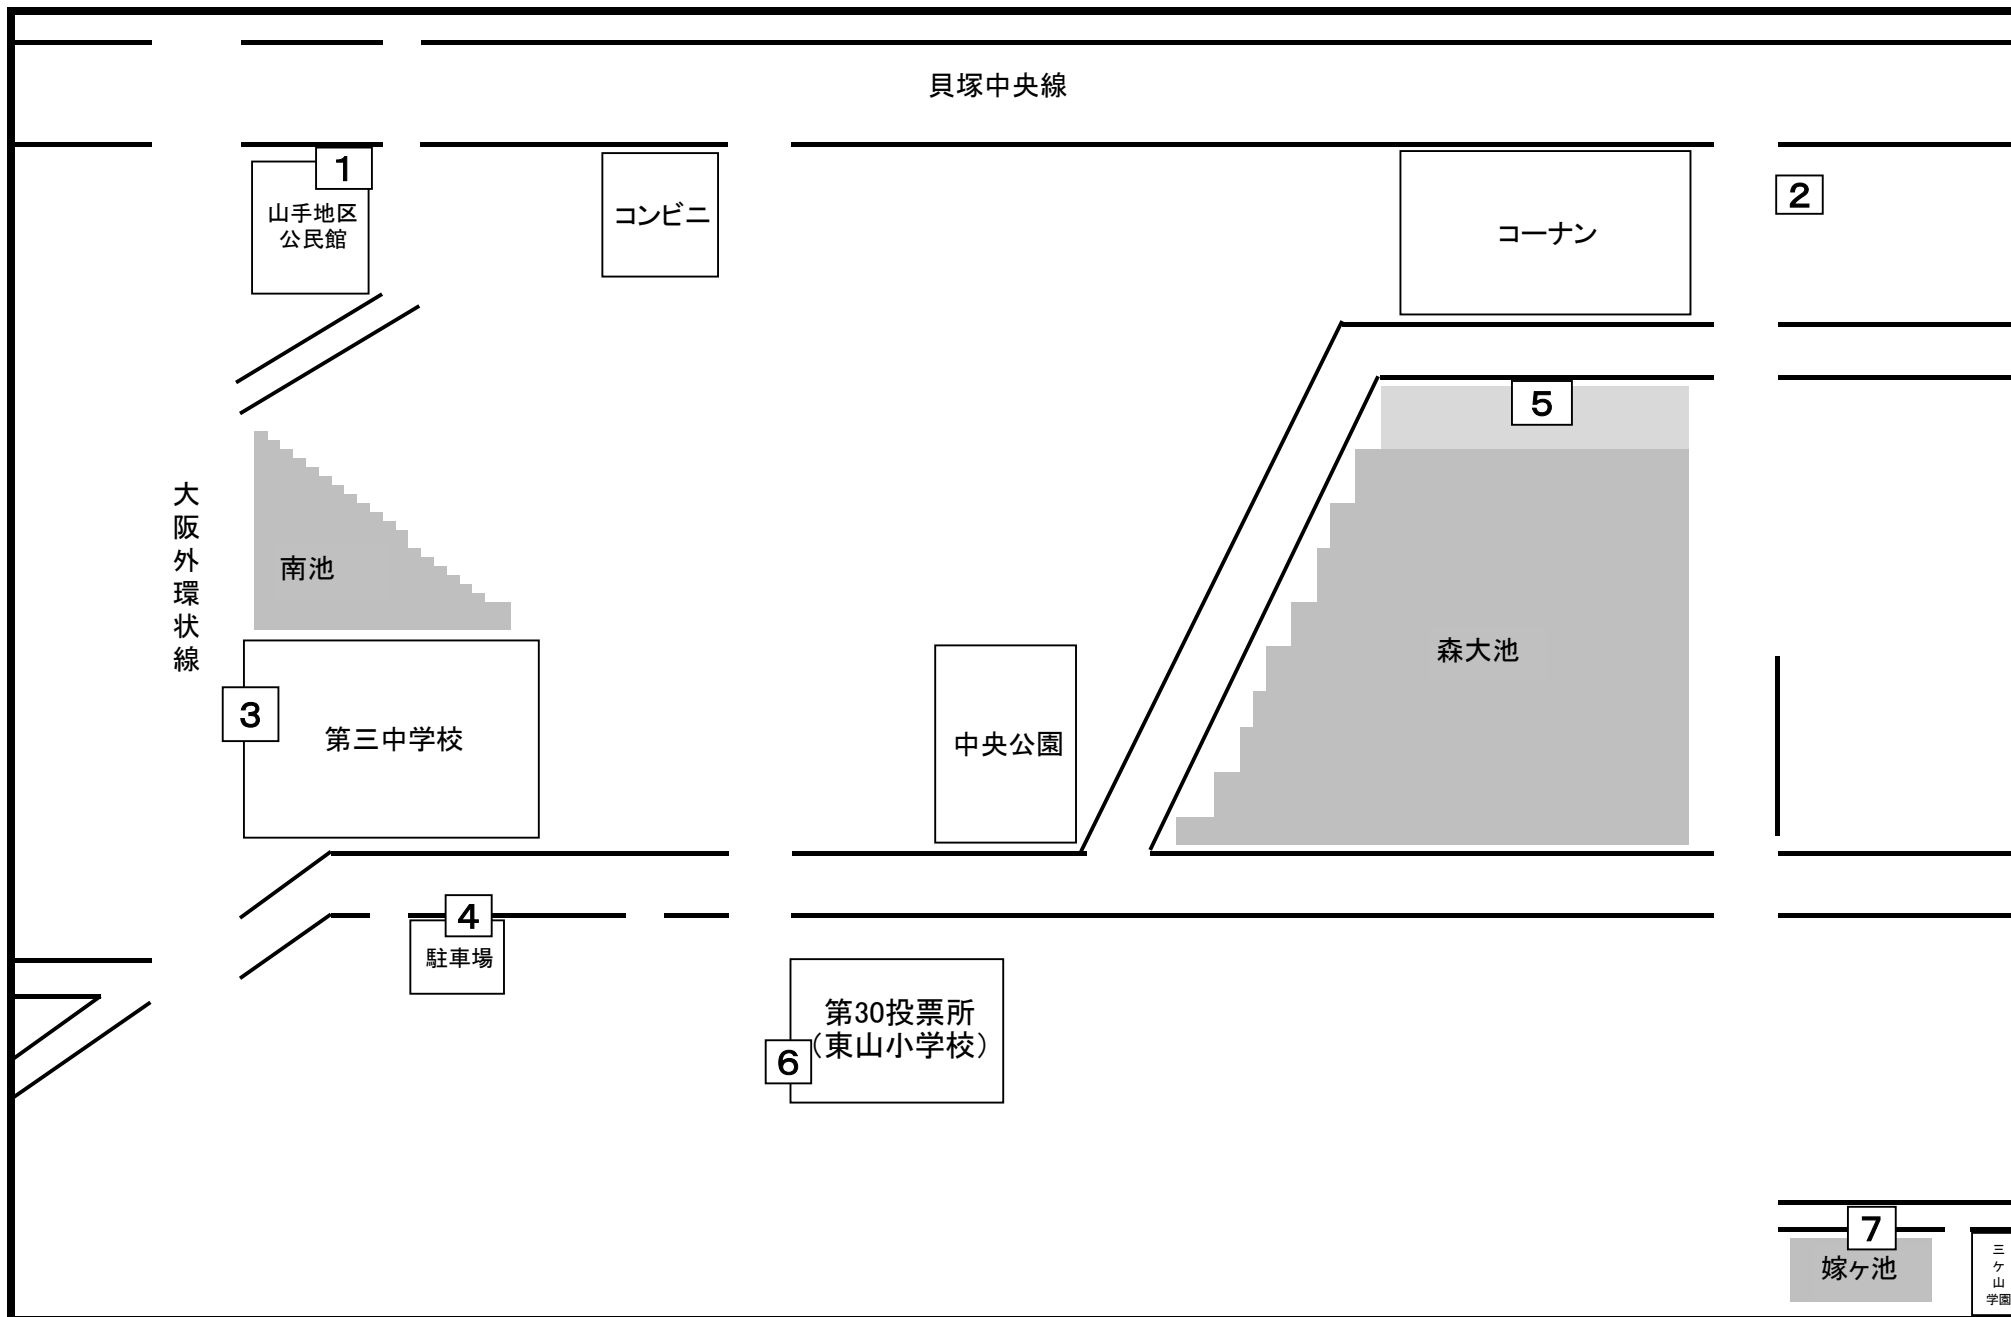 貝塚中央線
1
山手地区
公民館
コンビニ
コーナン
2
5
大阪外環状線
南池
森大池
3
第三中学校
中央公園
4
駐車場
第30投票所
（東山小学校）
6
7
嫁ヶ池
三ケ山学園